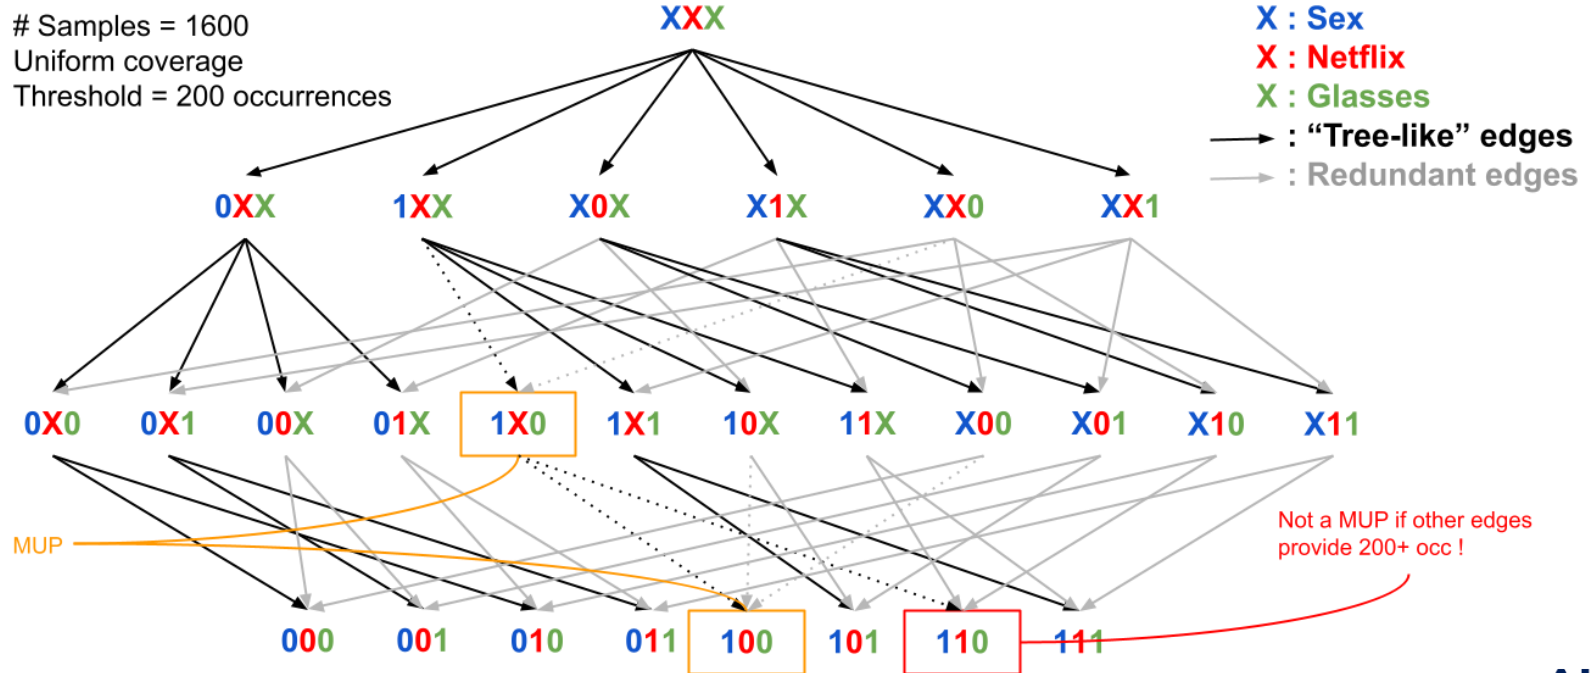 # Samples = 1600
Uniform coverage
Threshold = 200 occurrences
XXX
X : Sex
X : Netflix
X : Glasses
: “Tree-like” edges
: Redundant edges
0XX 1XX X0X X1X XX0 XX1
0X0 0X1 00X 01X 1X0 1X1 10X 11X X00 X01 X10 X11
Not a MUP if other edges
provide 200+ occ !
MUP
000 001 010 011 100 101 110 111